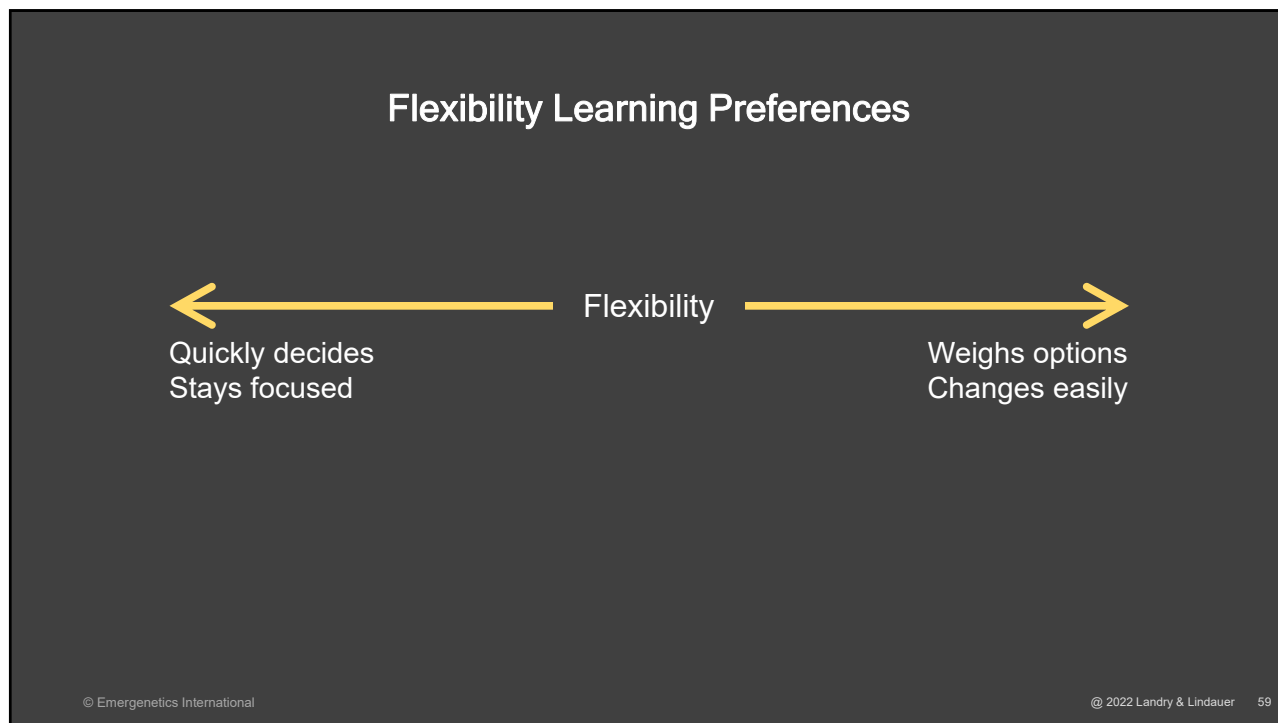 Flexibility Learning Preferences
Flexibility
Quickly decides
Stays focused
Weighs options
Changes easily
© Emergenetics International
@ 2022 Landry & Lindauer 59